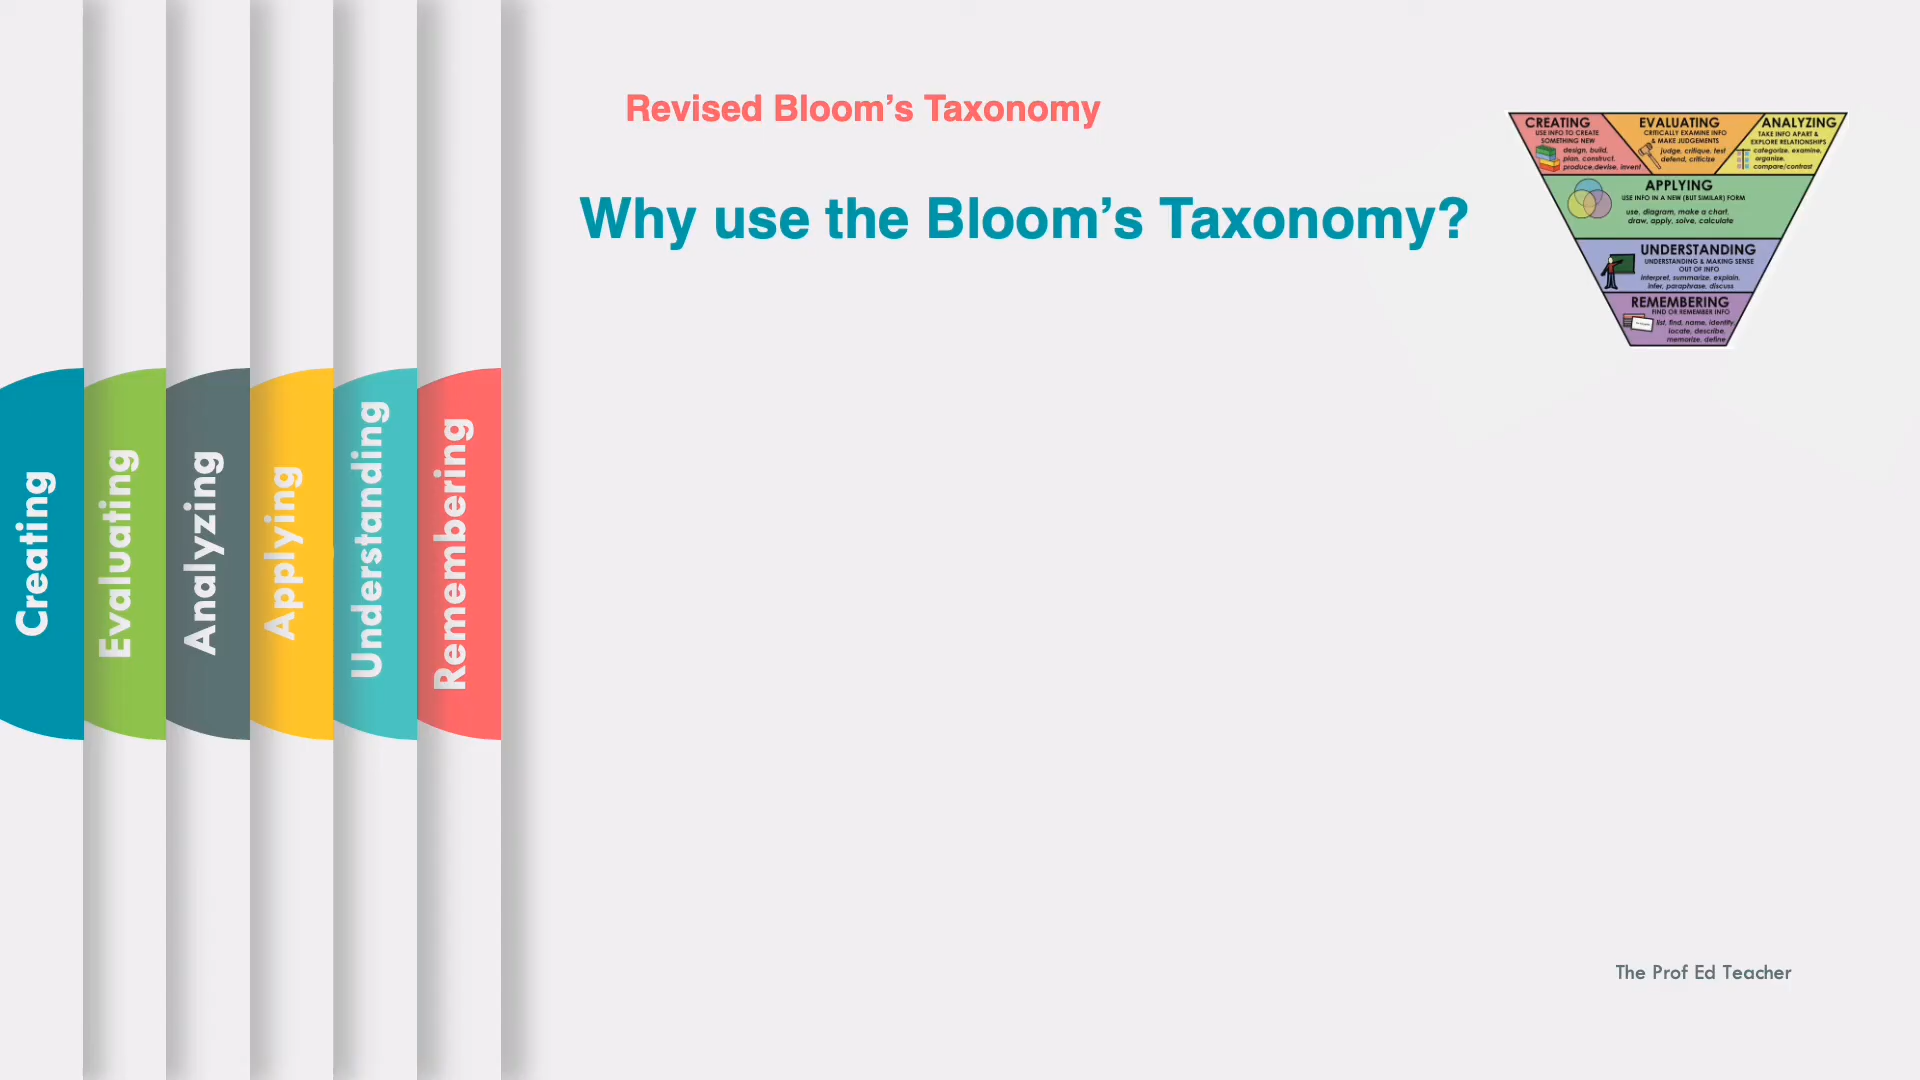 Revised Bloom’s Taxonomy
Why use the Bloom’s Taxonomy?
CREATING
USE INFO TO CREATE
SOMETHING NEW
design, build,
plan, construct,
produce,devise, invent
EVALUATING
CRITICALLY EXAMINE INFO
& MAKE JUDGEMENTS
judge, critique, test
defend, criticize
ANALYZING
TAKE INFO APART &
EXPLORE RELATIONSHIPS
categorize, examine,
organize,
compare/contrast
APPLYING
USE INFO IN A NEW (BUT SIMILAR) FORM
use, diagram, make a chart,
draw, apply, solve, calculate
UNDERSTANDING
UNDERSTANDING & MAKING SENSE
OUT OF INFO
interpret, summarize, explain,
infer, paraphrase, discuss
REMEMBERING
FIND OR REMEMBER INFO
list, find, name, identify,
locate, describe,
memorize, define
Creating
Evaluating
Analyzing
Applying
Understanding
Remembering
The Prof Ed Teacher